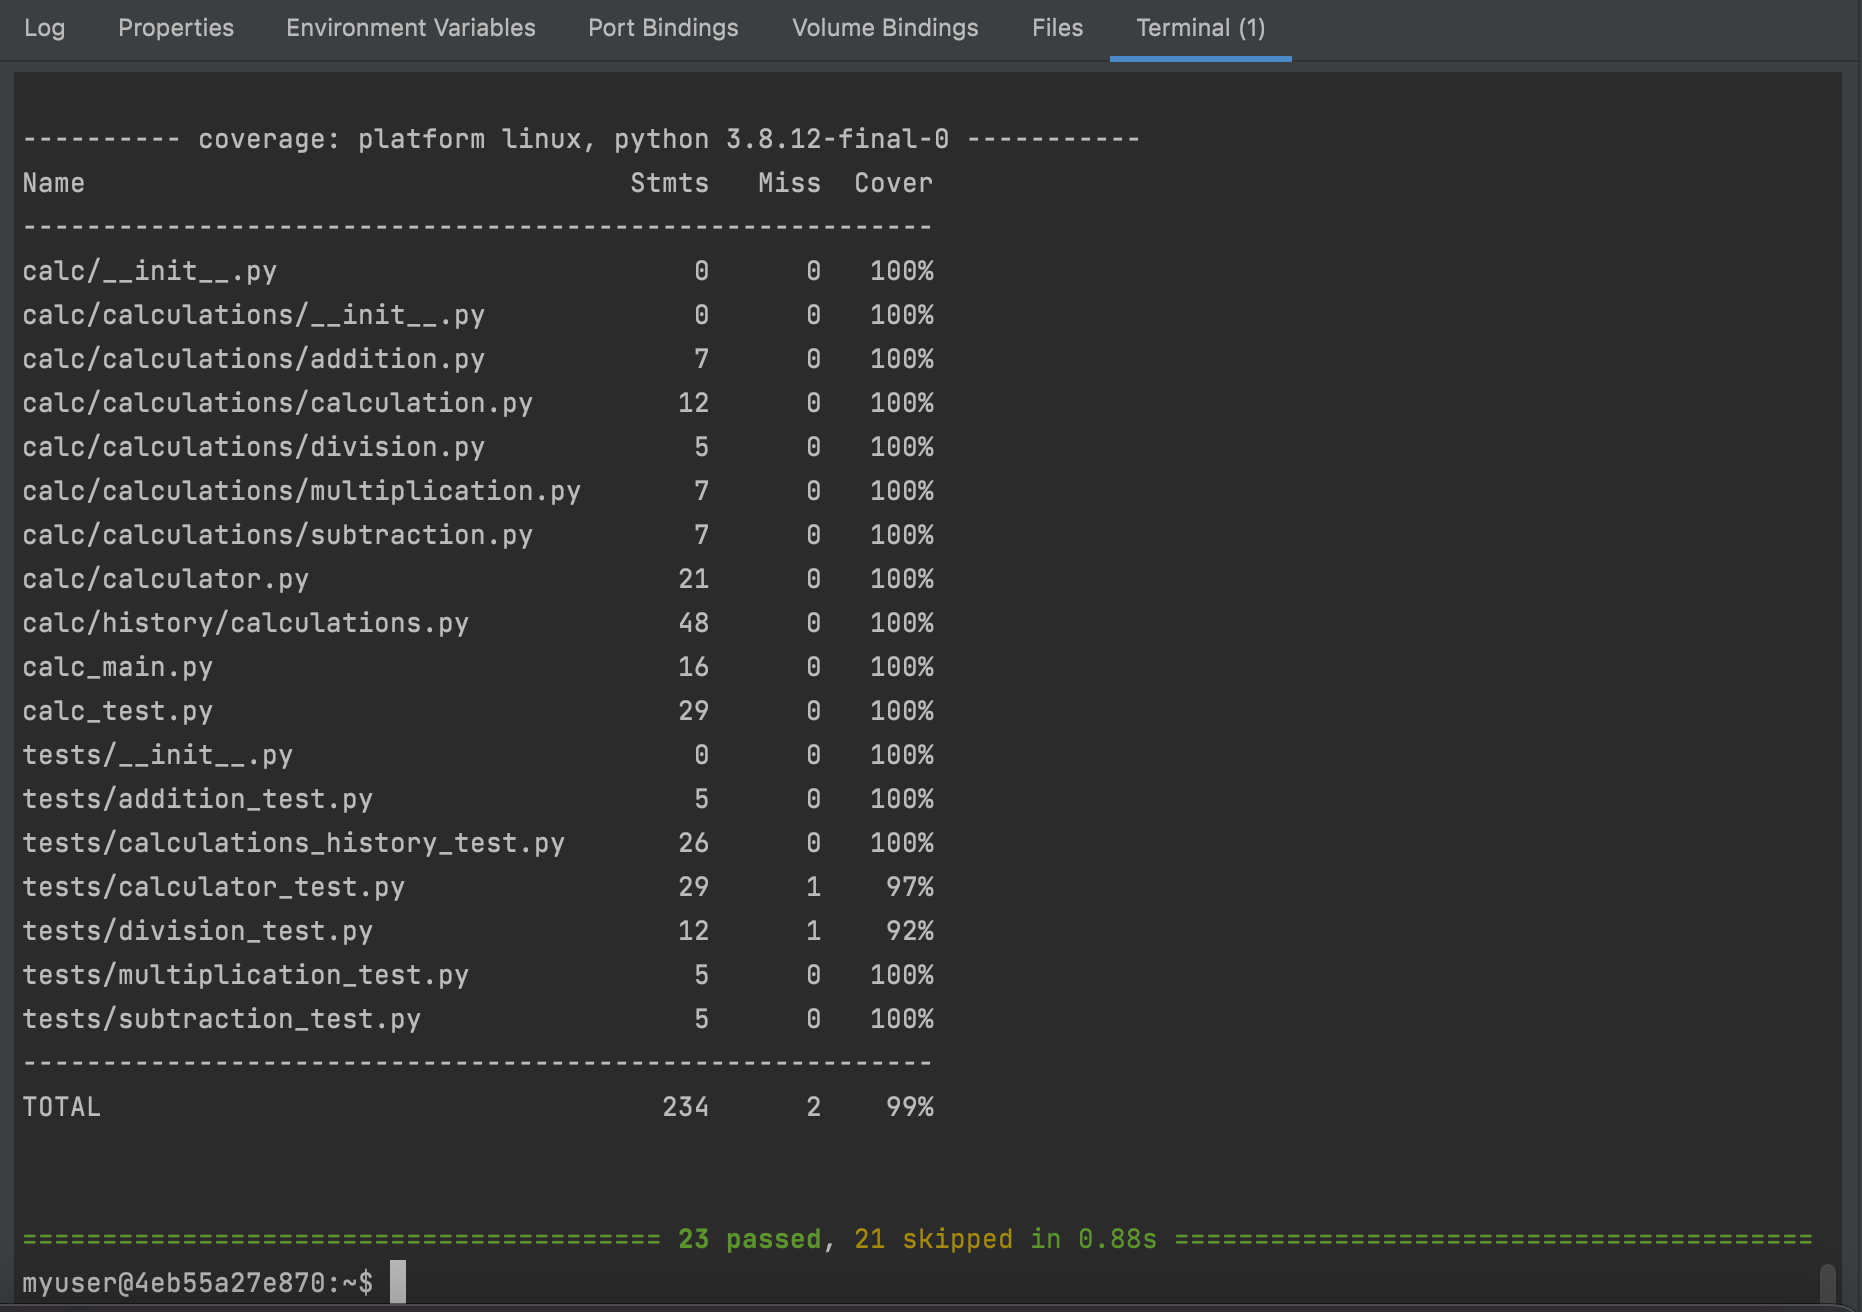 Log Properties Environment Variables Port Bindings Volume Bindings Files Terminal (1)
---------- coverage: platform linux, python 3.8.12-final-0 -----------
Name                                  Stmts   Miss  Cover
---------------------------------------------------------
calc/__init__.py                          0      0   100%
calc/calculations/__init__.py             0      0   100%
calc/calculations/addition.py             7      0   100%
calc/calculations/calculation.py         12      0   100%
calc/calculations/division.py             5      0   100%
calc/calculations/multiplication.py       7      0   100%
calc/calculations/subtraction.py          7      0   100%
calc/calculator.py                       21      0   100%
calc/history/calculations.py             48      0   100%
calc_main.py                             16      0   100%
calc_test.py                             29      0   100%
tests/__init__.py                         0      0   100%
tests/addition_test.py                    5      0   100%
tests/calculations_history_test.py       26      0   100%
tests/calculator_test.py                 29      1    97%
tests/division_test.py                   12      1    92%
tests/multiplication_test.py              5      0   100%
tests/subtraction_test.py                 5      0   100%
---------------------------------------------------------
TOTAL                                   234      2    99%
======================================== 23 passed, 21 skipped in 0.88s ========================================
myuser@4eb55a27e870:~$